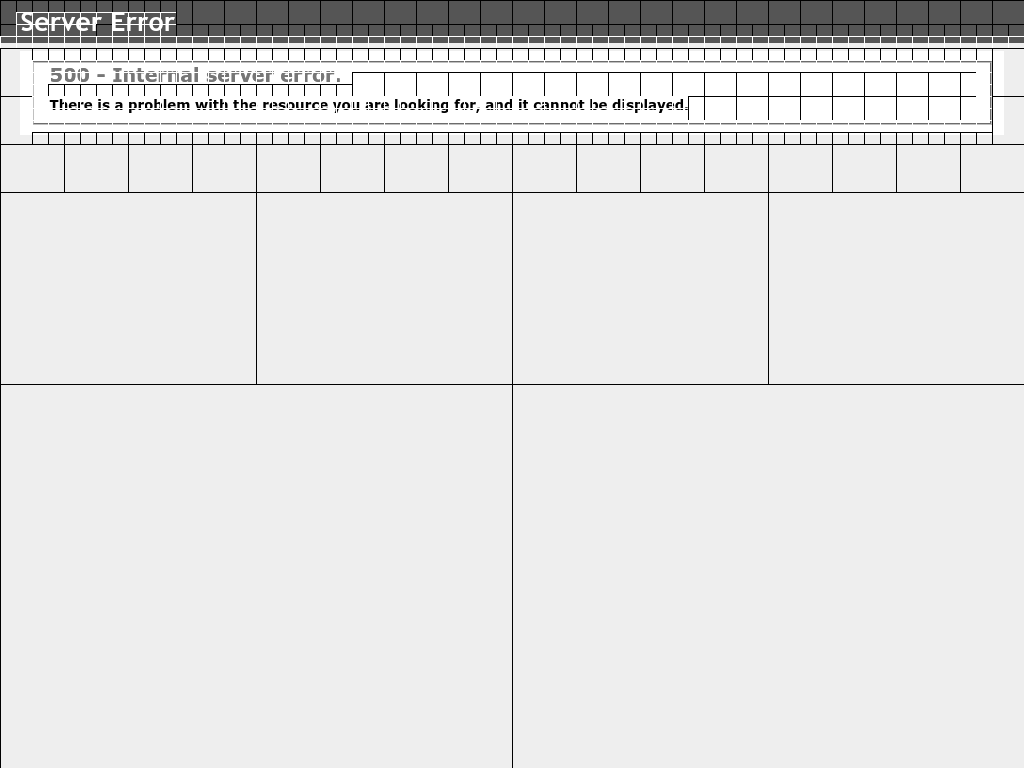 Server Error
500 - Internal server error.
There is a problem with the resource you are looking for, and it cannot be displayed.